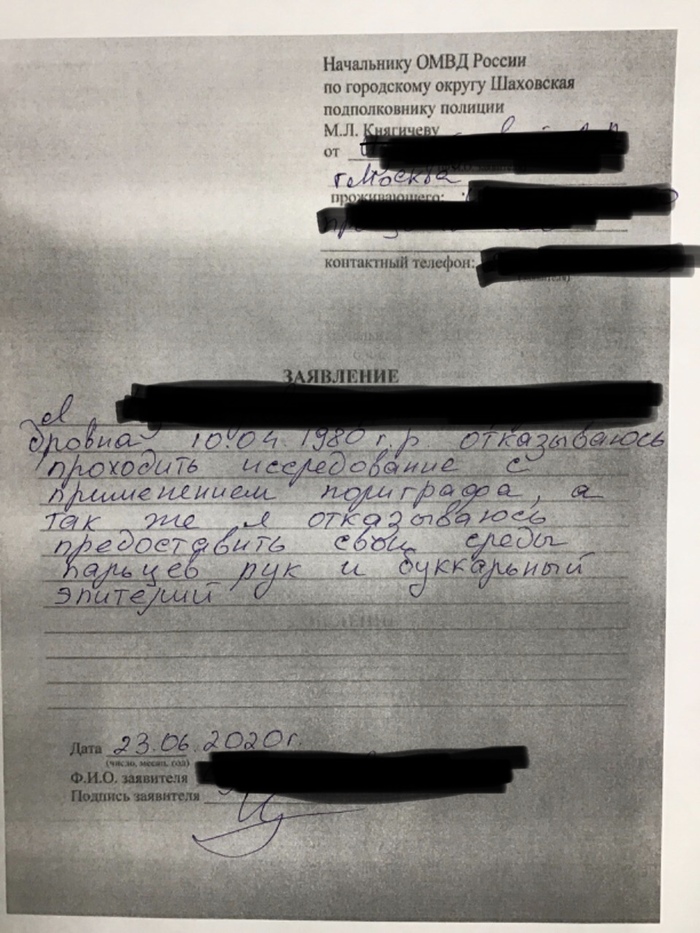 Начальнику ОМВД России
по городскому округу Шаховская
подполковнику полиции
М.Л. Княгичеву
от
г. Москва
проживающего:
контактный телефон:
ЗАЯВЛЕНИЕ
Я
бровна 10.04.1980 г.р отказываюсь
проходить исследование с
применением полиграфа, а
так же я отказываюсь
предоставить свои следы
пальцев рук и буккальный
эпителий
Дата 23.06.2020г.
(число, месяц, год)
Ф.И.О. заявителя
Подпись заявителя